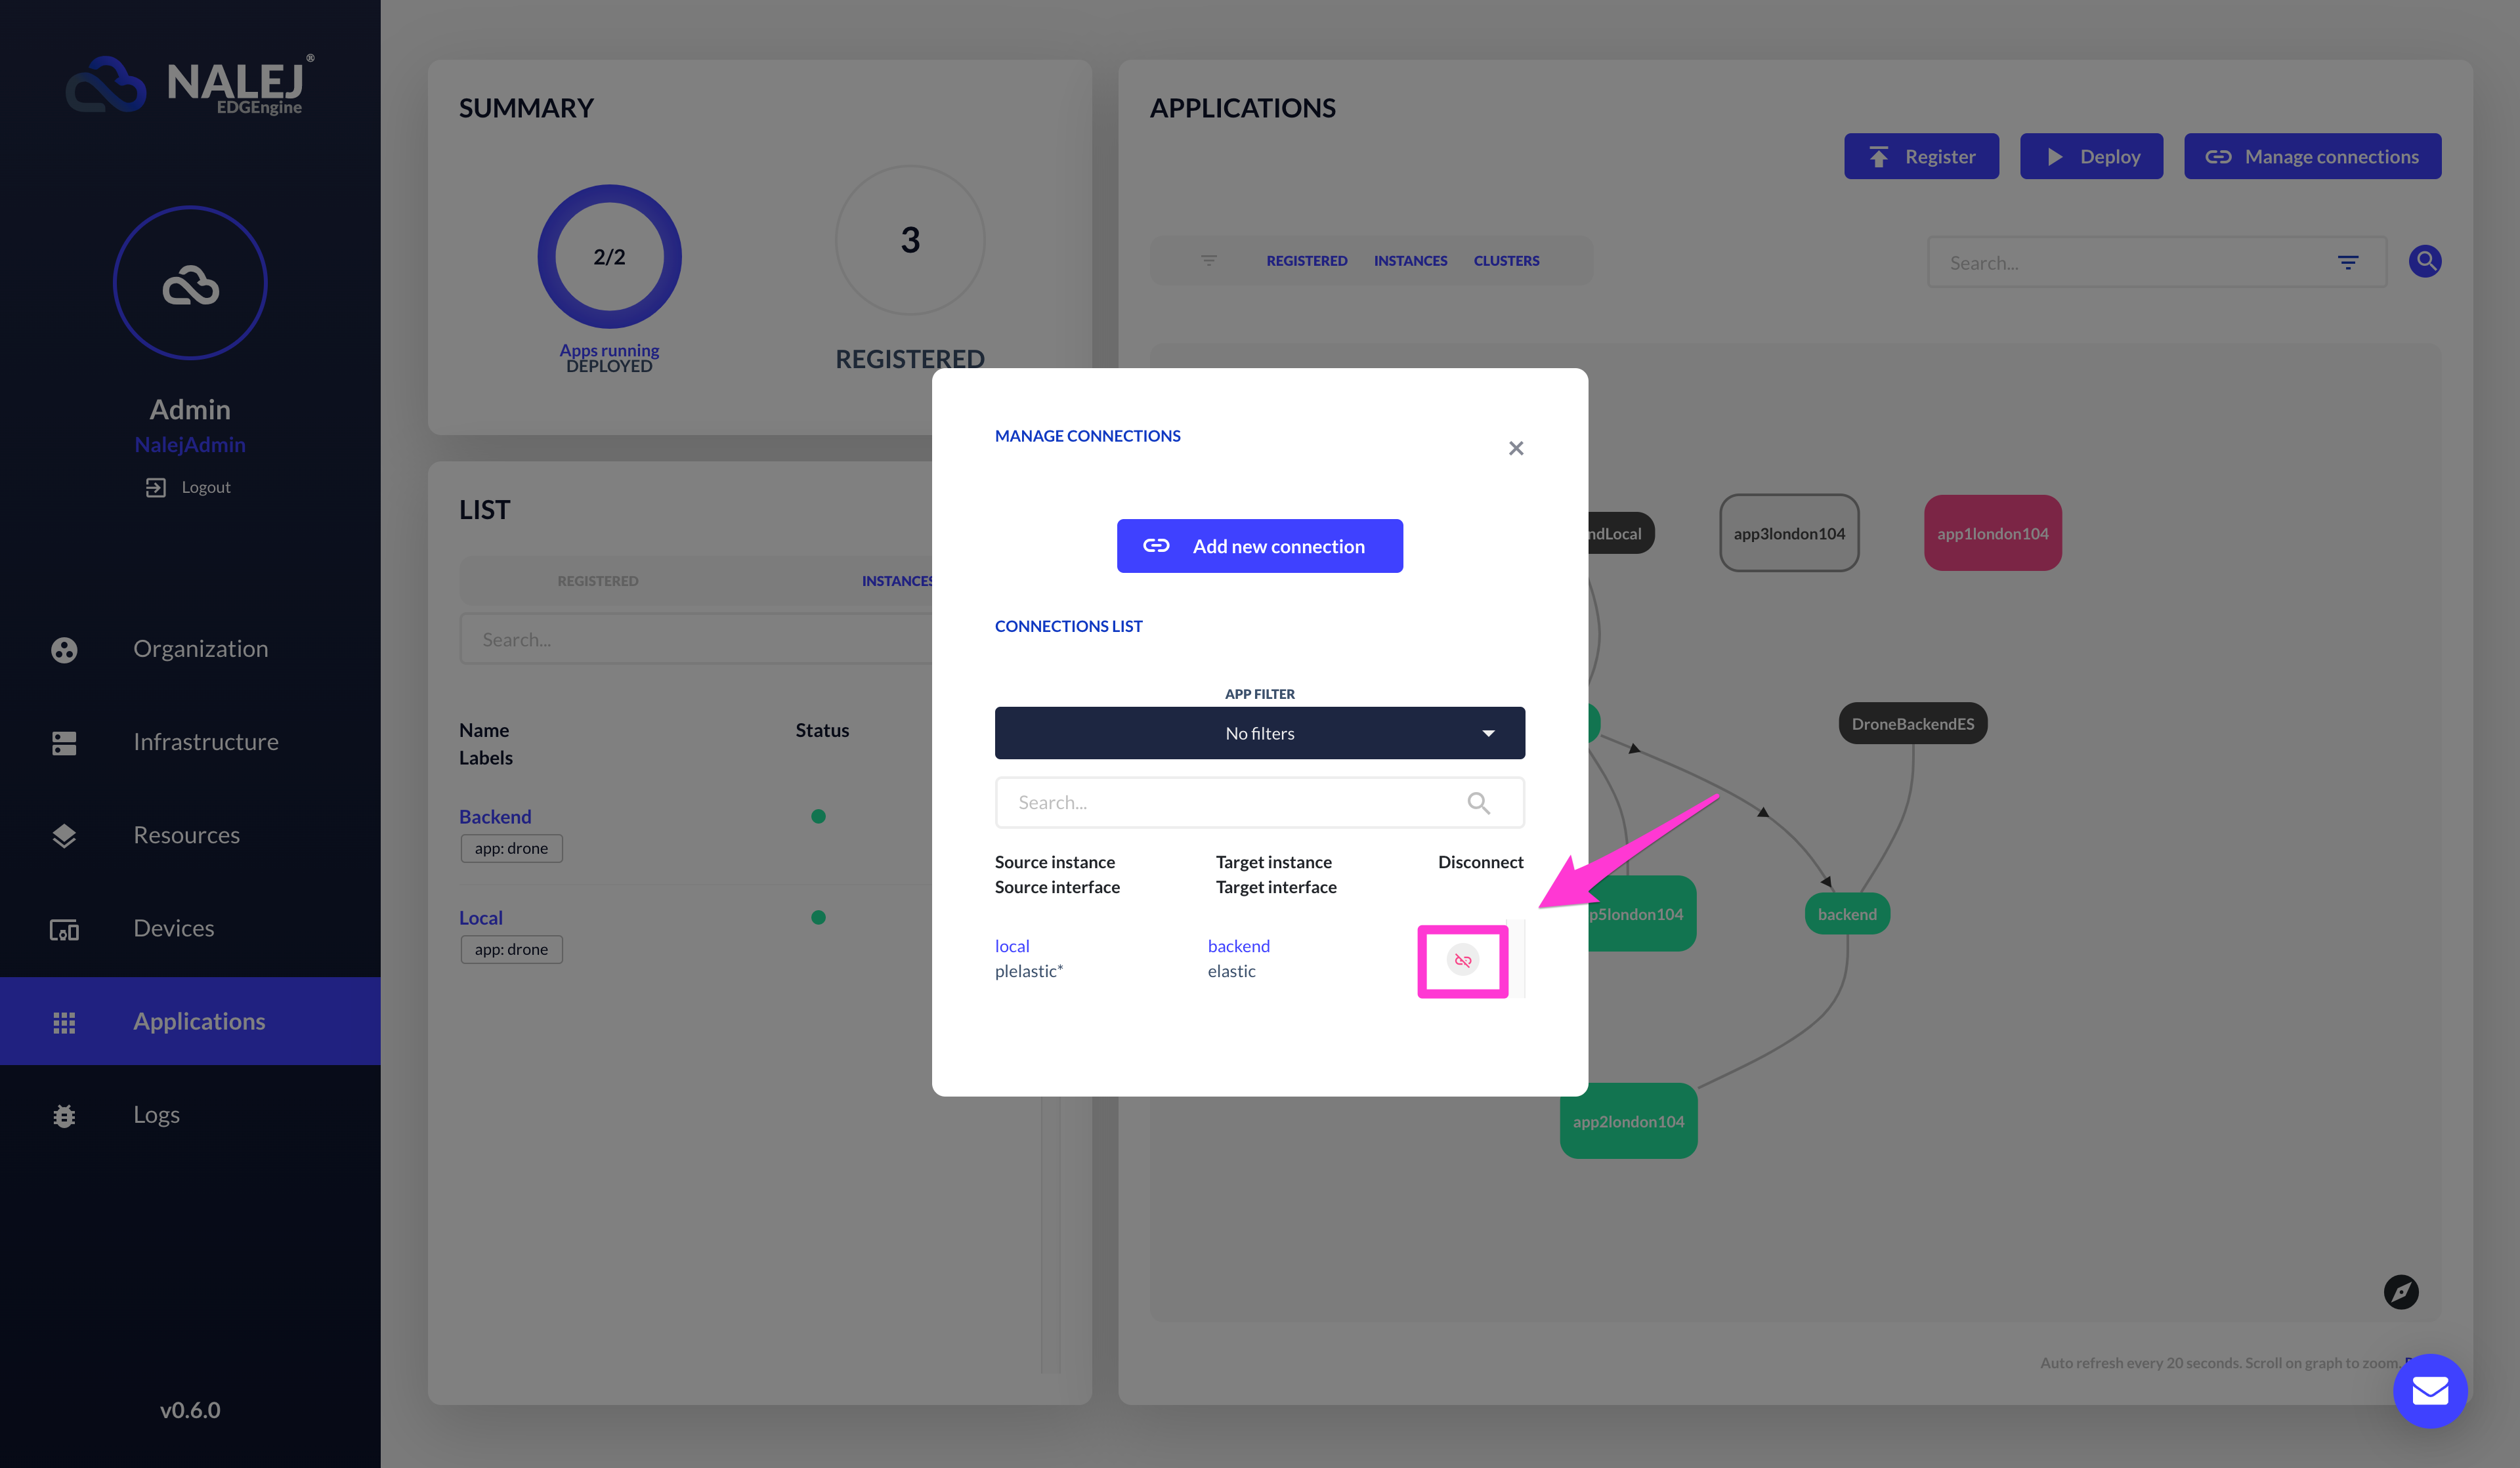 NALEJ®
EDGEngine
Admin
NalejAdmin
Logout
Organization
Infrastructure
Resources
Devices
Applications
Logs
v0.6.0
SUMMARY
2/2
Apps running
DEPLOYED
3
REGISTERED
LIST
REGISTERED
INSTANCES
Search...
Name
Labels
Status
Backend
app: drone
Local
app: drone
APPLICATIONS
Register
Deploy
Manage connections
REGISTERED
INSTANCES
CLUSTERS
Search...
ndLocal
app3london104
app1london104
DroneBackendES
p5london104
backend
app2london104
Auto refresh every 20 seconds. Scroll on graph to zoom.
MANAGE CONNECTIONS
Add new connection
CONNECTIONS LIST
APP FILTER
No filters
Search...
Source instance
Source interface
Target instance
Target interface
Disconnect
local
plelastic*
backend
elastic